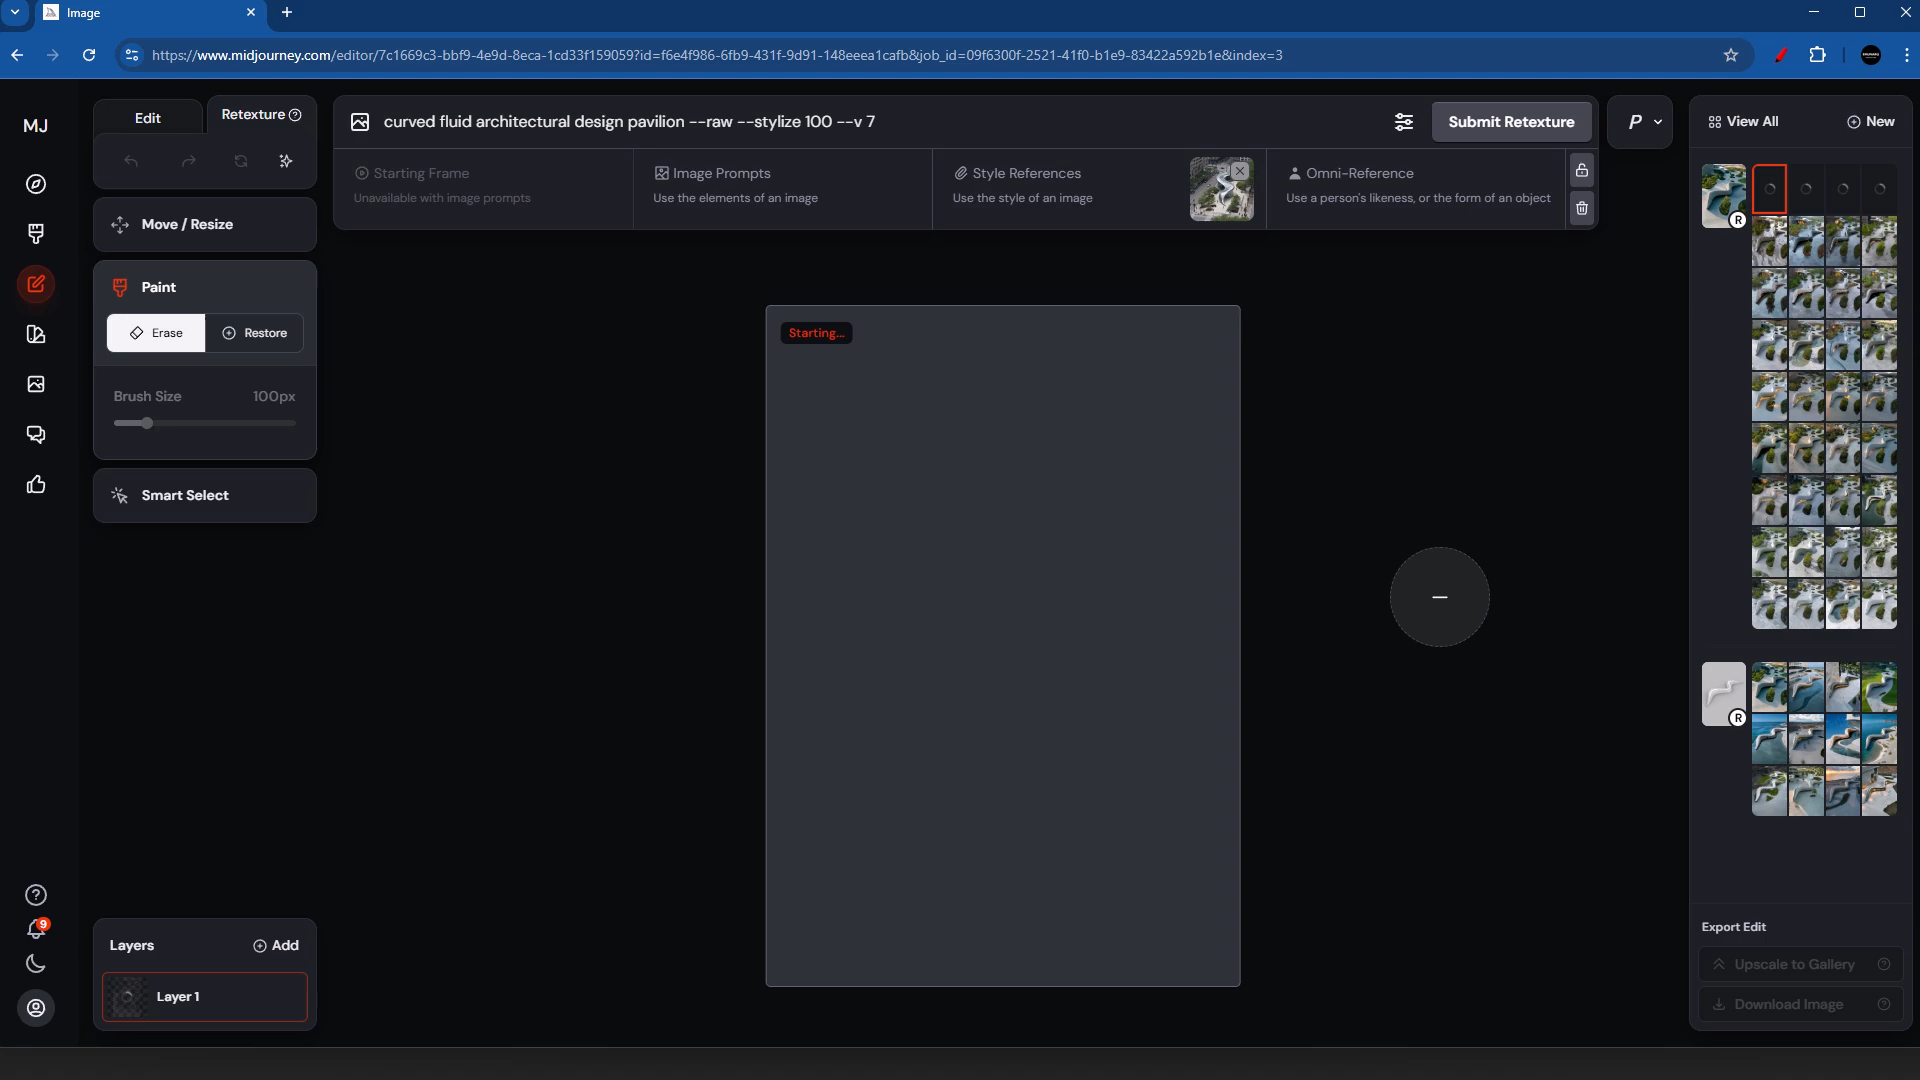 Image
https://www.midjourney.com/editor/7c1669c3-bbf9-4e9d-8eca-1cd33f159059?id=f6e4f986-6fb9-431f-9d91-148eeea1cafb&job_id=09f6300f-2521-41f0-b1e9-83422a592b1e&index=3
MJ
Edit
Retexture
curved fluid architectural design pavilion --raw --stylize 100 --v 7
Submit Retexture
P
View All
New
Starting Frame
Unavailable with image prompts
Image Prompts
Use the elements of an image
Style References
Use the style of an image
Omni-Reference
Use a person's likeness, or the form of an object
Move / Resize
Paint
Erase
Restore
Brush Size
100px
Smart Select
Starting...
R
R
9
Layers
Add
Layer 1
Export Edit
Upscale to Gallery
Download Image